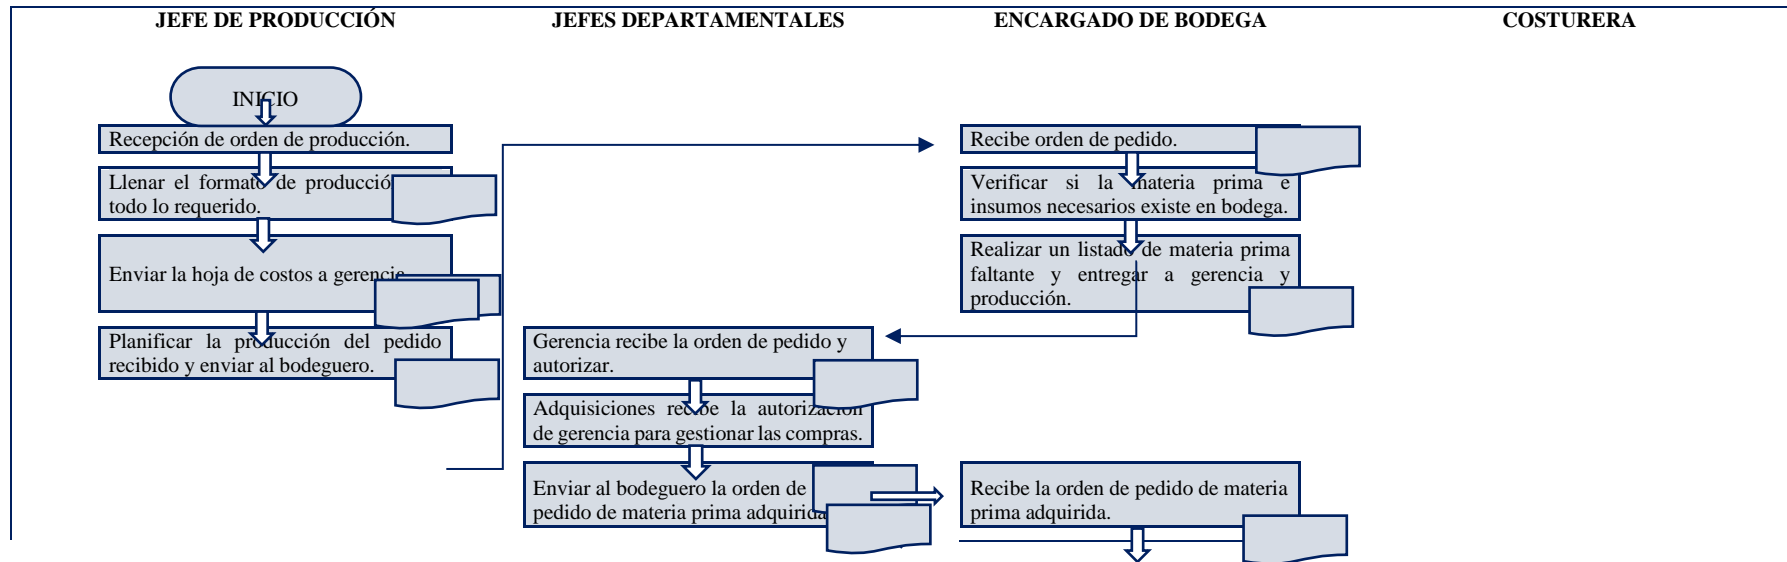 JEFE DE PRODUCCIÓN
JEFES DEPARTAMENTALES
ENCARGADO DE BODEGA
COSTURERA
INICIO
Recepción de orden de producción.
Llenar el formato de producció
todo lo requerido.
Enviar la hoja de costos a gerencia
Planificar la producción del pedido
recibido y enviar al bodeguero.
Recibe orden de pedido.
Verificar si la materia prima e
insumos necesarios existe en bodega.
Realizar un listado de materia prima
faltante y entregar a gerencia y
producción.
Gerencia recibe la orden de pedido y
autorizar.
Adquisiciones recibe la autorización
de gerencia para gestionar las compras.
Enviar al bodeguero la orden de
pedido de materia prima adquirida
Recibe la orden de pedido de materia
prima adquirida.